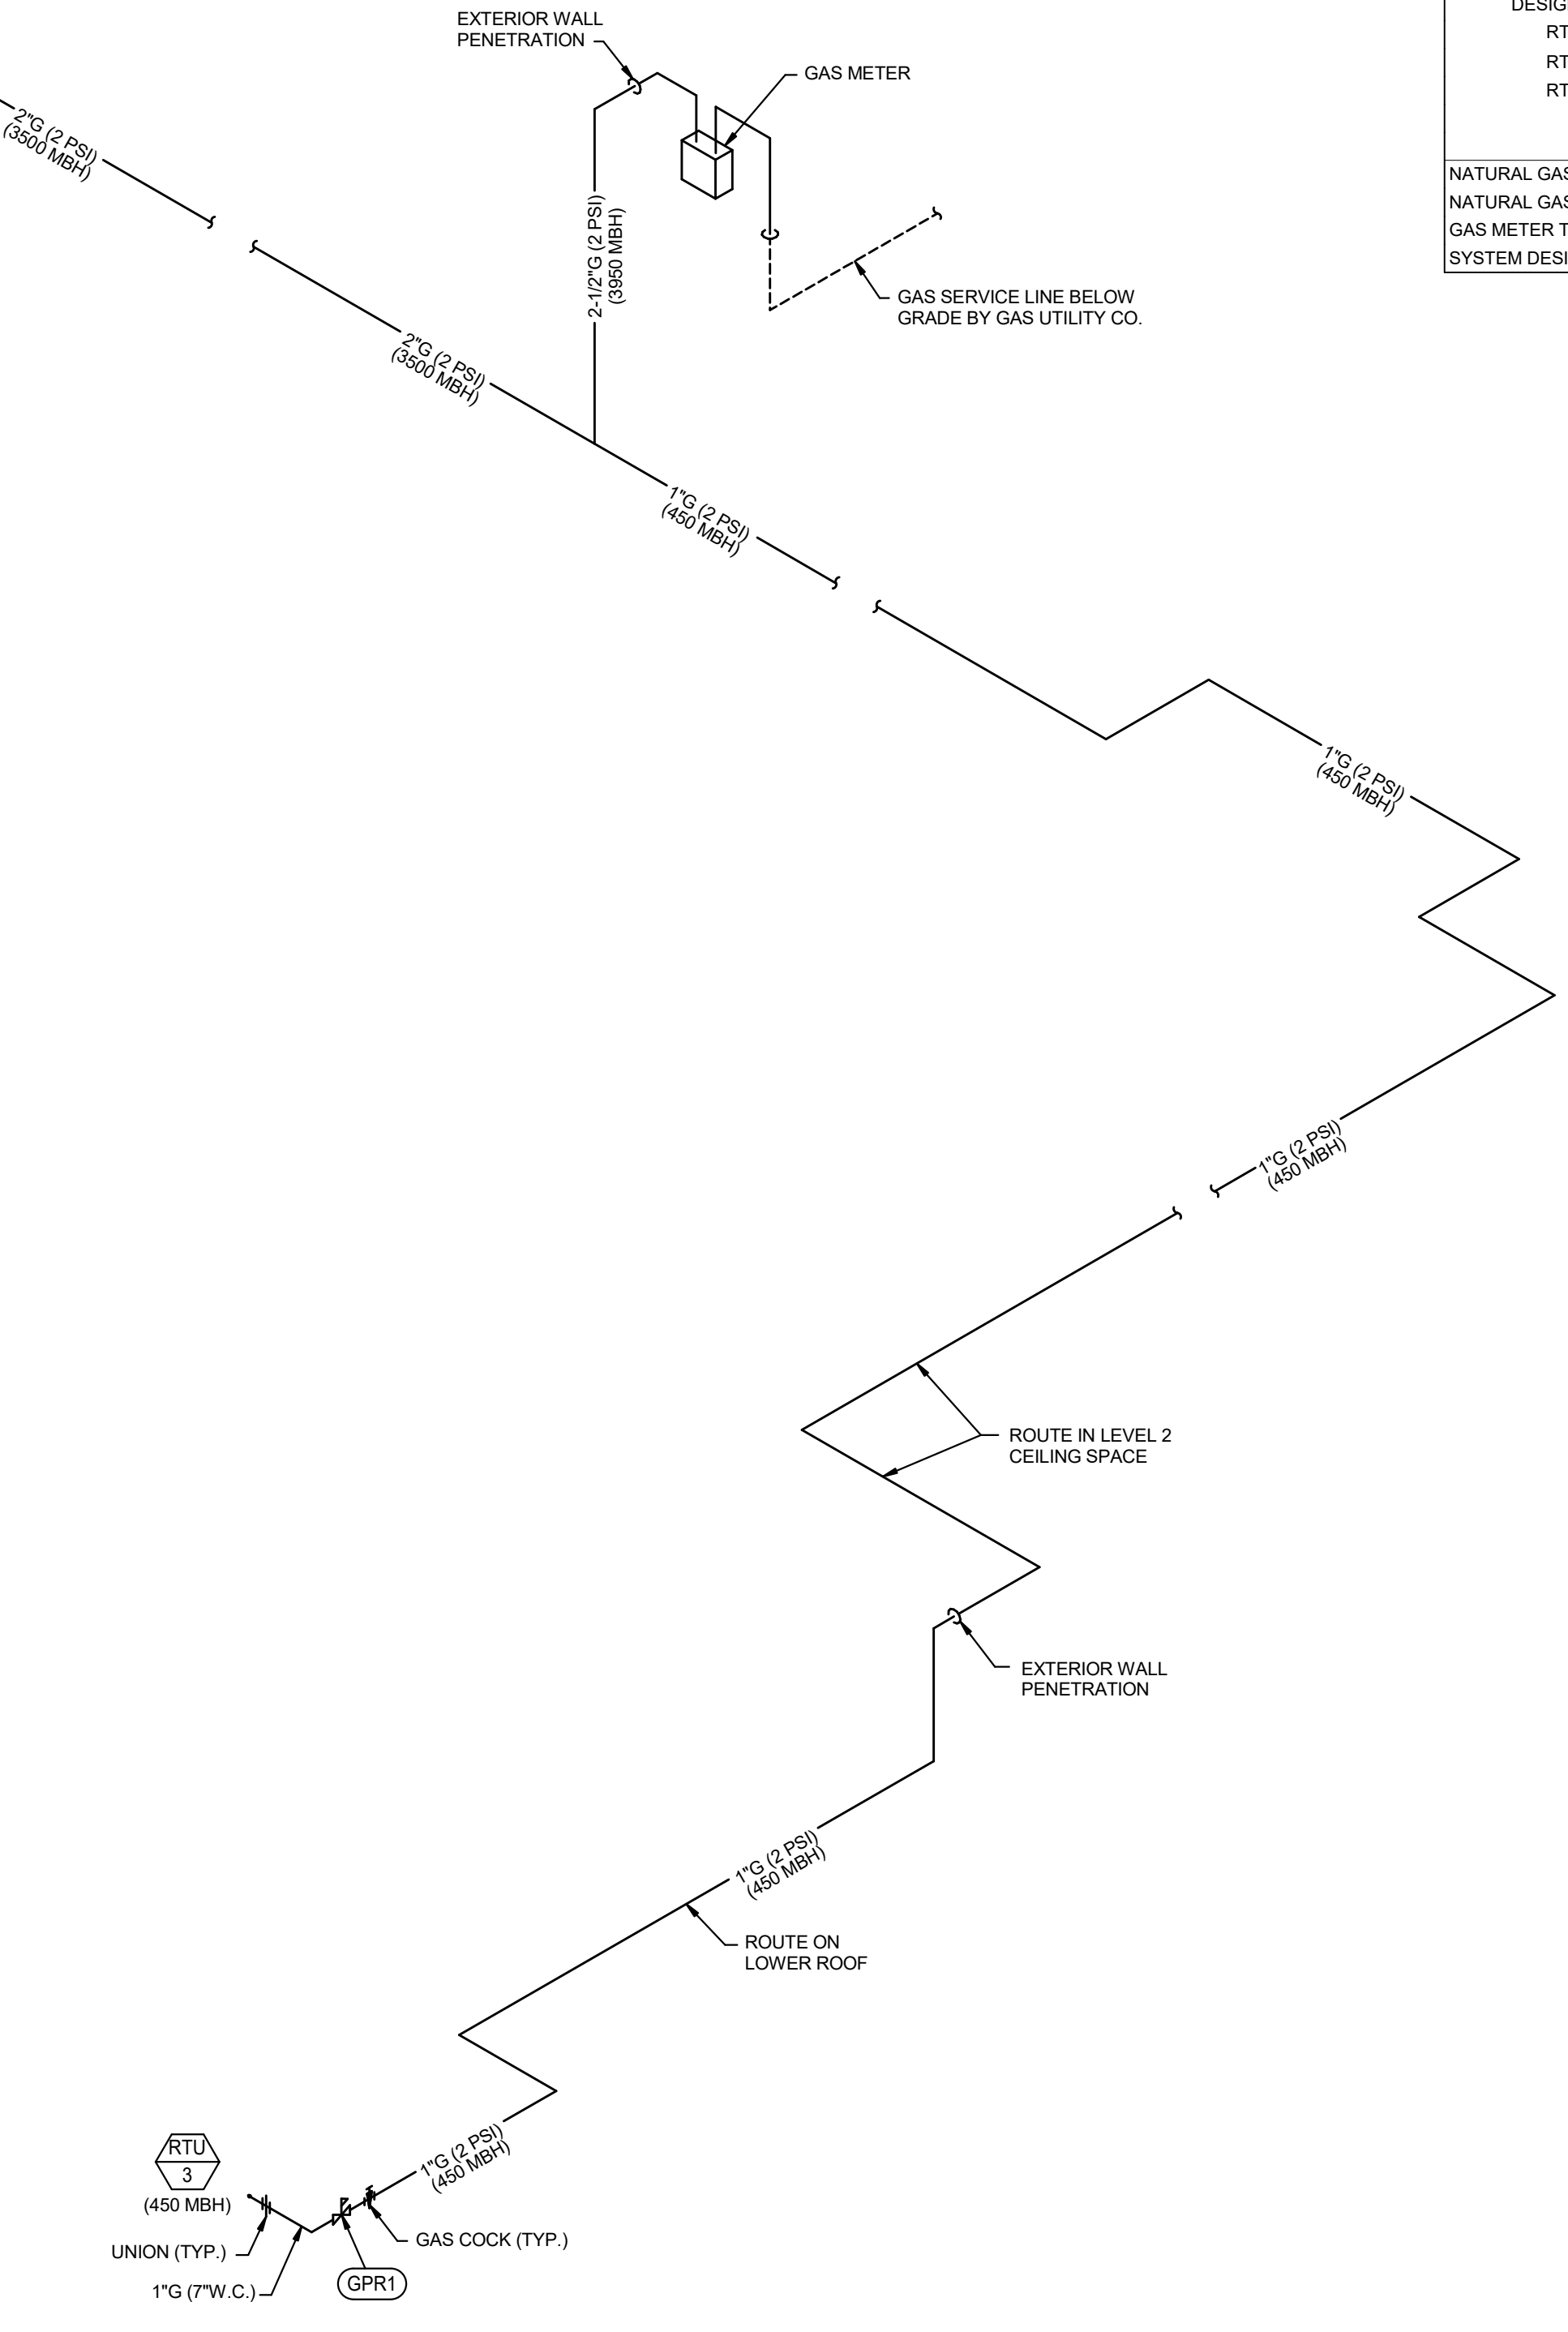 EXTERIOR WALL
PENETRATION
GAS METER
DESIG
RT
RT
RT
NATURAL GAS
NATURAL GAS
GAS METER T
SYSTEM DESI
2"G (2 PSI)
(3500 MBH)
2-1/2"G (2 PSI)
(3950 MBH)
GAS SERVICE LINE BELOW
GRADE BY GAS UTILITY CO.
2"G (2 PSI)
(3500 MBH)
1"G (2 PSI)
(450 MBH)
1"G (2 PSI)
(450 MBH)
1"G (2 PSI)
(450 MBH)
ROUTE IN LEVEL 2
CEILING SPACE
EXTERIOR WALL
PENETRATION
1"G (2 PSI)
(450 MBH)
ROUTE ON
LOWER ROOF
1"G (2 PSI)
(450 MBH)
RTU
3
(450 MBH)
UNION (TYP.)
GAS COCK (TYP.)
1"G (7"W.C.)
GPR1